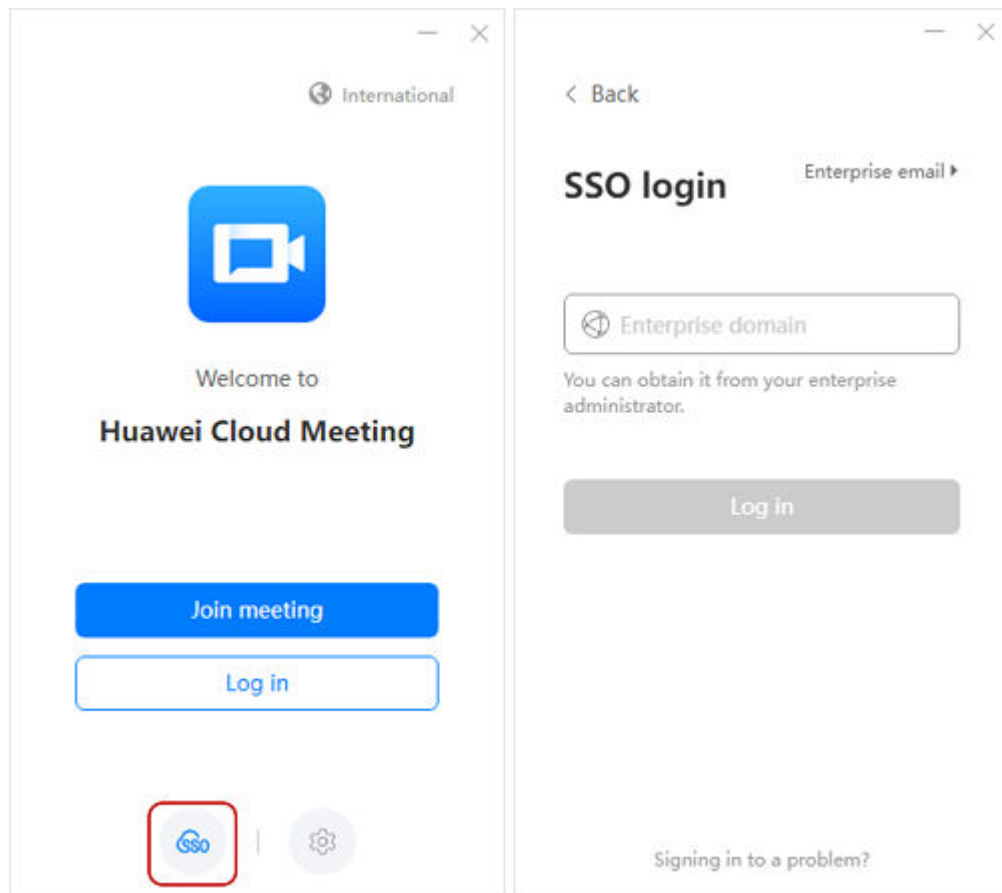 International
Welcome to
Huawei Cloud Meeting
Join meeting
Log in
SSO
Back
SSO login
Enterprise email
Enterprise domain
You can obtain it from your enterprise
administrator.
Log in
Signing in to a problem?